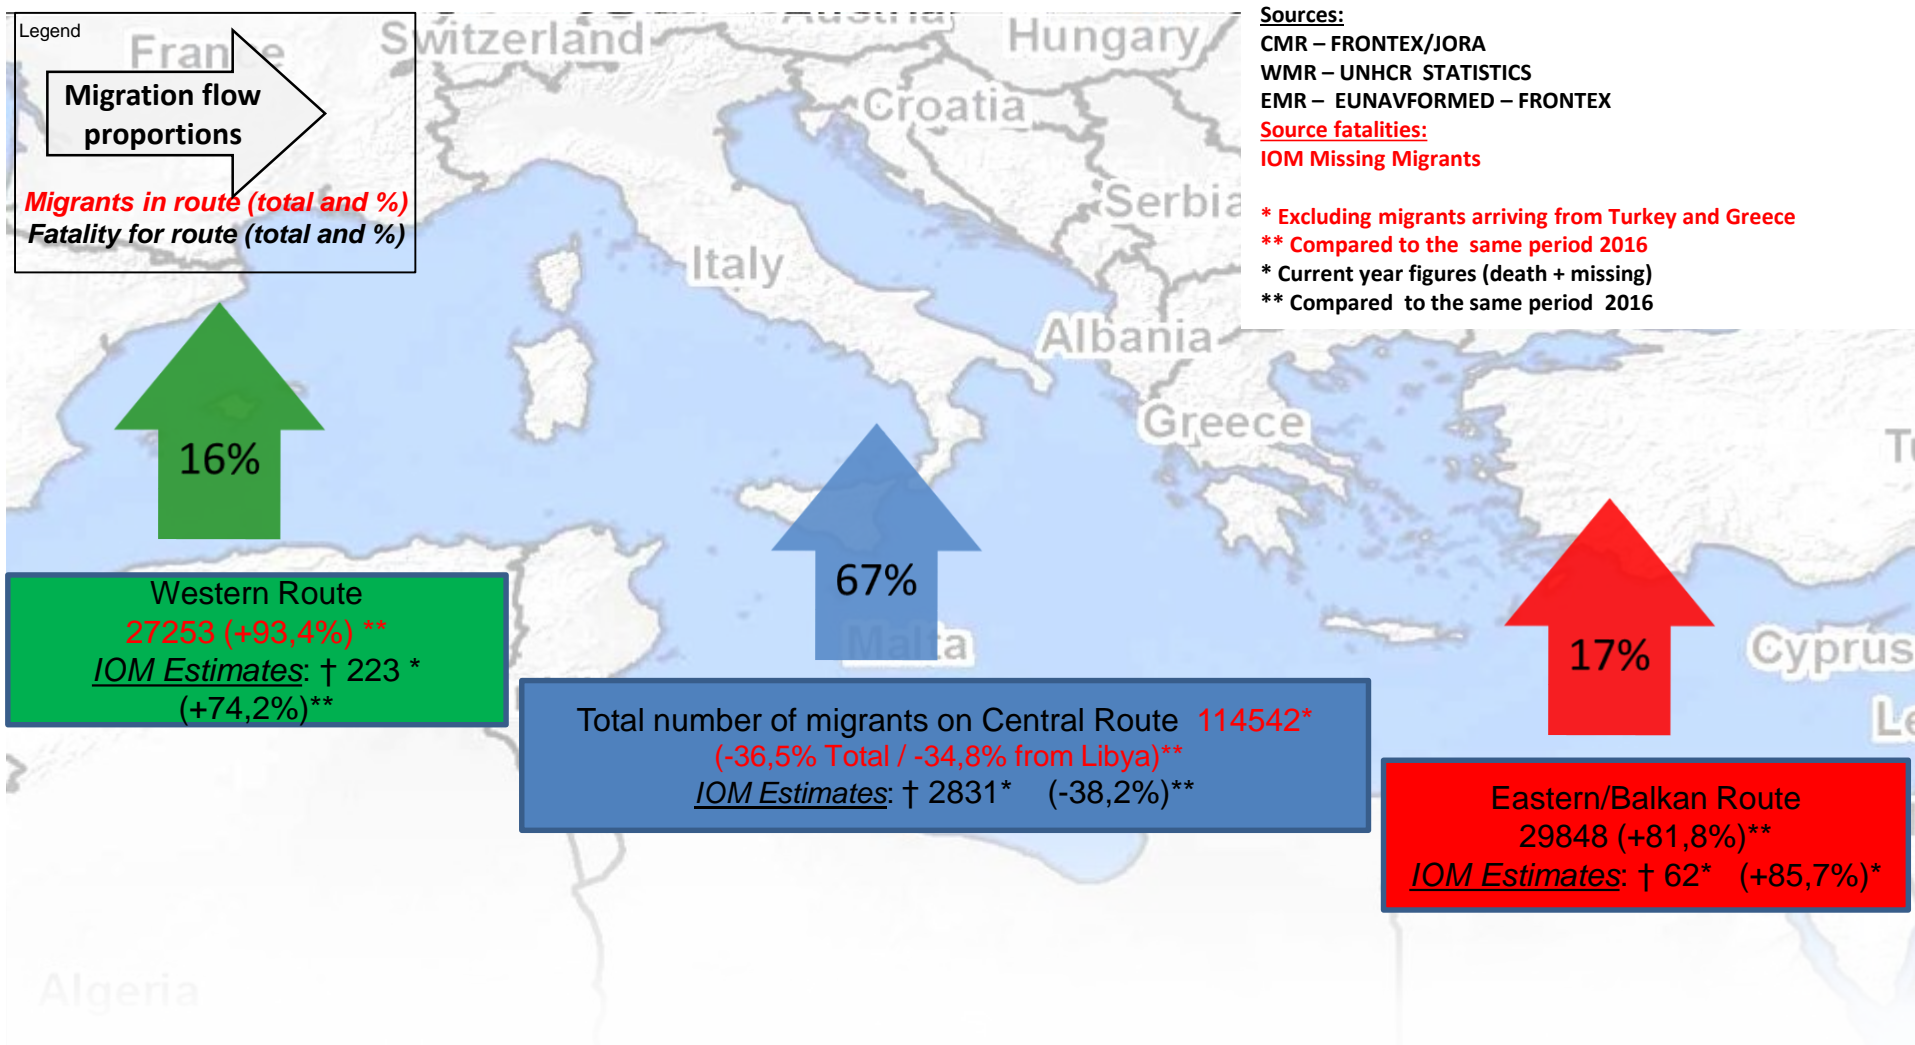 Legend
Migration flow
proportions
Migrants in route (total and %)
Fatality for route (total and %)
France
Switzerland
Austria
Hungary
Croatia
Serbia
Italy
Albania
Greece
Malta
Cyprus
Algeria
Sources:
CMR – FRONTEX/JORA
WMR – UNHCR STATISTICS
EMR – EUNAVFORMED – FRONTEX
Source fatalities:
IOM Missing Migrants
* Excluding migrants arriving from Turkey and Greece
** Compared to the same period 2016
* Current year figures (death + missing)
** Compared to the same period 2016
16%
67%
17%
Western Route
27253 (+93,4%) **
IOM Estimates: † 223 *
(+74,2%)**
Total number of migrants on Central Route 114542*
(-36,5% Total / -34,8% from Libya)**
IOM Estimates: † 2831* (-38,2%)**
Eastern/Balkan Route
29848 (+81,8%)**
IOM Estimates: † 62* (+85,7%)*